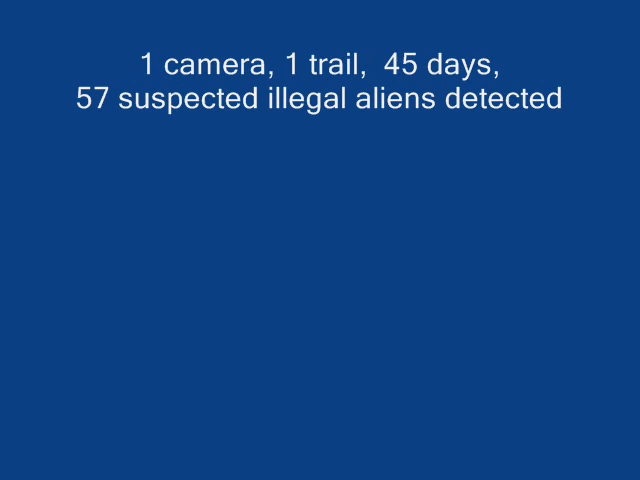 1 camera, 1 trail,  45 days,
57 suspected illegal aliens detected